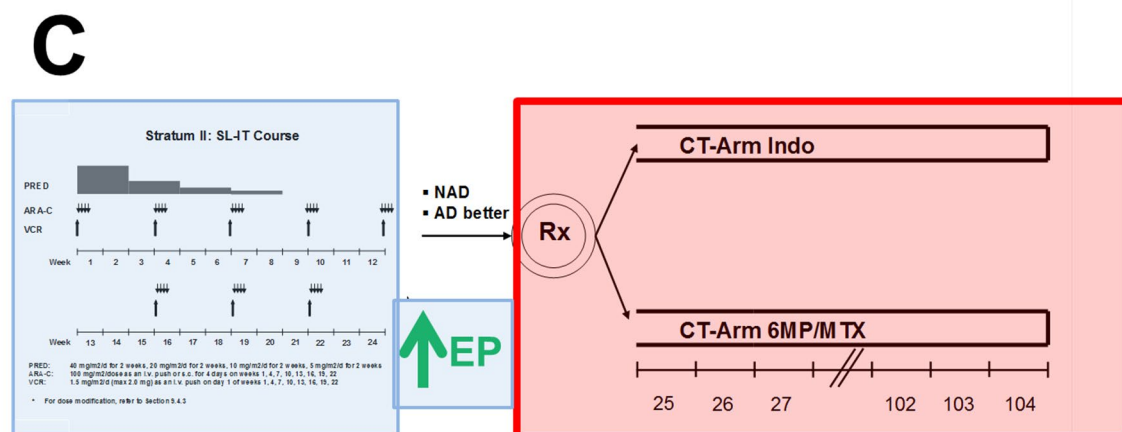 C
Stratum II: SL-IT Course
PRED
ARA-C
VCR
Week 1 2 3 4 5 6 7 8 9 10 11 12
Week 13 14 15 16 17 18 19 20 21 22 23 24
PRED: 40 mg/m2/d for 2 weeks, 20 mg/m2/d for 2 weeks, 10 mg/m2/d for 2 weeks, 5 mg/m2/d for 2 weeks
ARA-C: 100 mg/m2/dose as an i.v. push or s.c. for 4 days on weeks 1, 4, 7, 10, 13, 16, 19, 22
VCR: 1.5 mg/m2/d (max 2.0 mg) as an i.v. push on day 1 of weeks 1, 4, 7, 10, 13, 16, 19, 22
* For dose modification, refer to Section 9.4.3
▪ NAD
▪ AD better
EP
Rx
CT-Arm Indo
CT-Arm 6MP/MTX
25 26 27 102 103 104